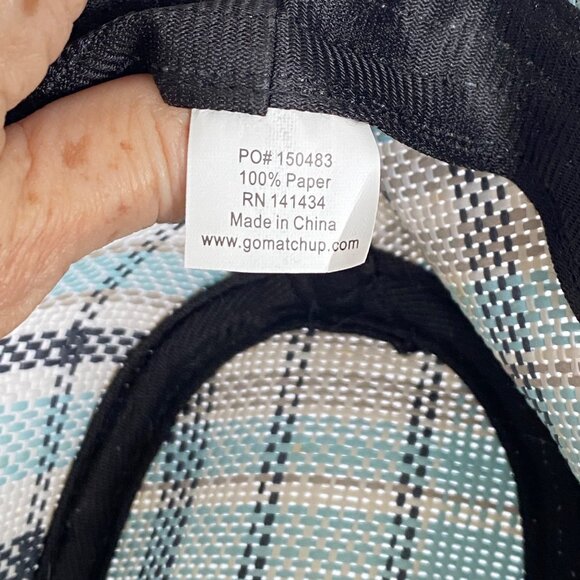 PO# 150483
100% Paper
RN 141434
Made in China
www.gomatchup.com